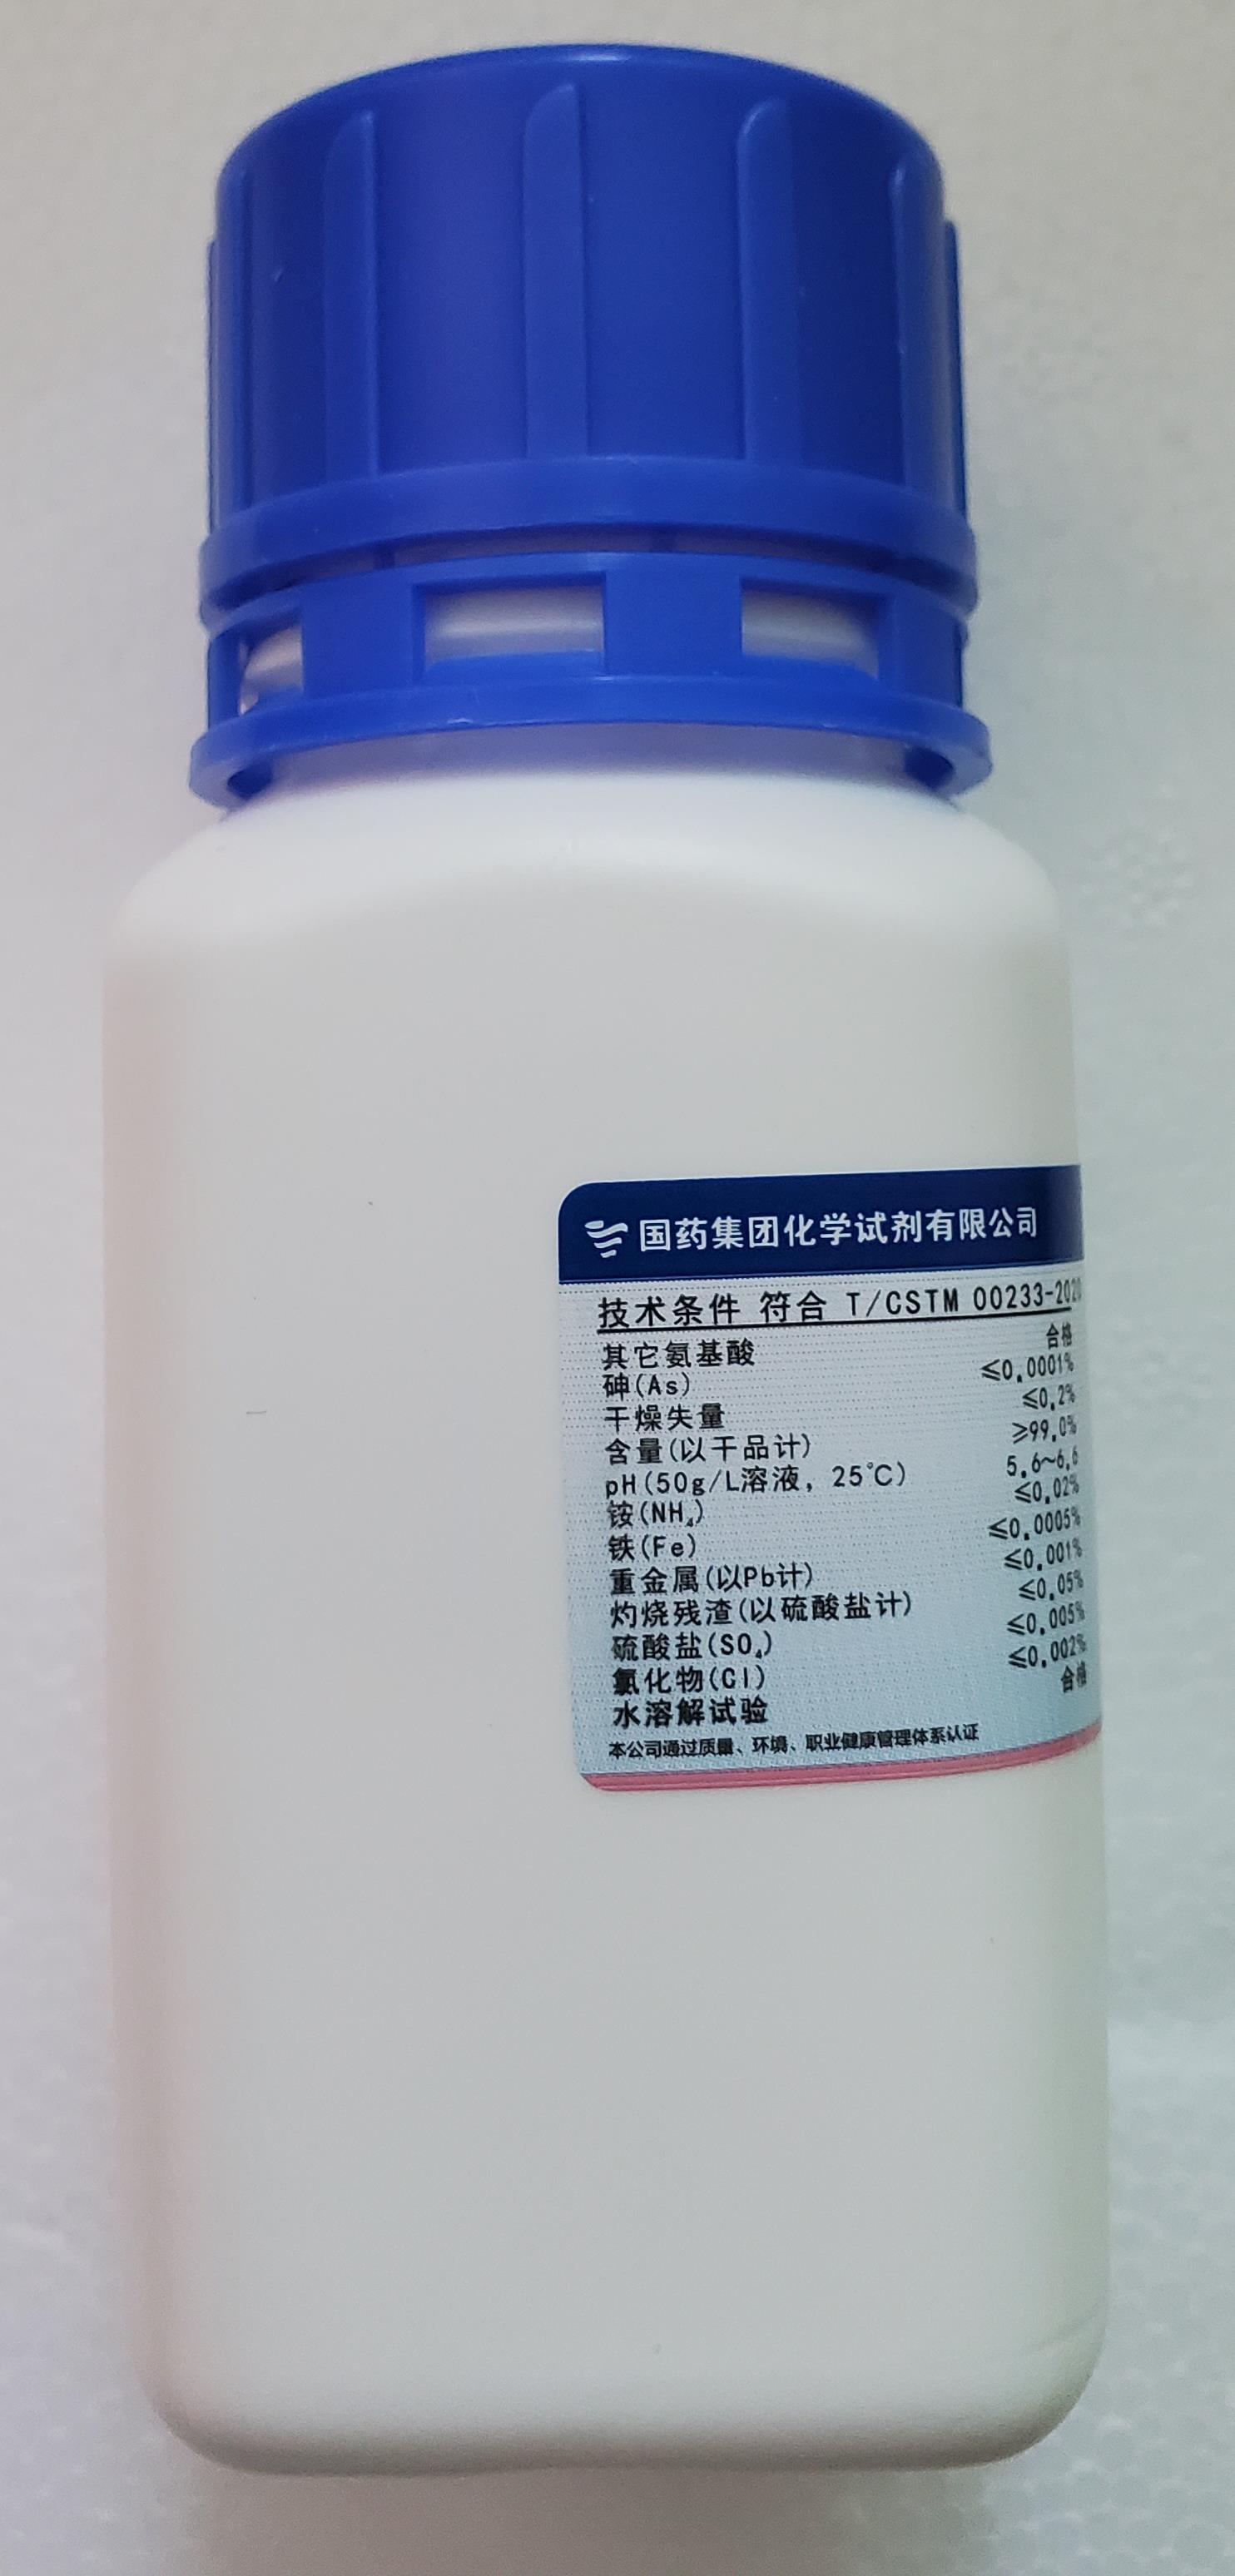 国药集团化学试剂有限公司
技术条件 符合 T/CSTM 00233-2020
其它氨基酸 合格
砷(As) ≤0.0001%
干燥失量 ≤0.2%
含量(以干品计) ≥99.0%
pH(50g/L溶液, 25℃) 5.6~6.6
铵(NH₄) ≤0.02%
铁(Fe) ≤0.0005%
重金属(以Pb计) ≤0.001%
灼烧残渣(以硫酸盐计) ≤0.05%
硫酸盐(SO₄) ≤0.005%
氯化物(Cl) ≤0.002%
水溶解试验 合格
本公司通过质量、环境、职业健康管理体系认证